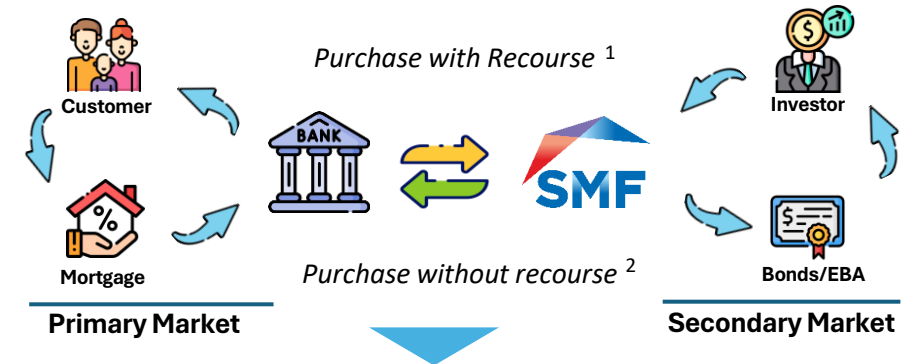 Purchase with Recourse 1
Customer
Investor
BANK
SMF
%
$
$
Mortgage
Purchase without recourse 2
Bonds/EBA
Primary Market
Secondary Market